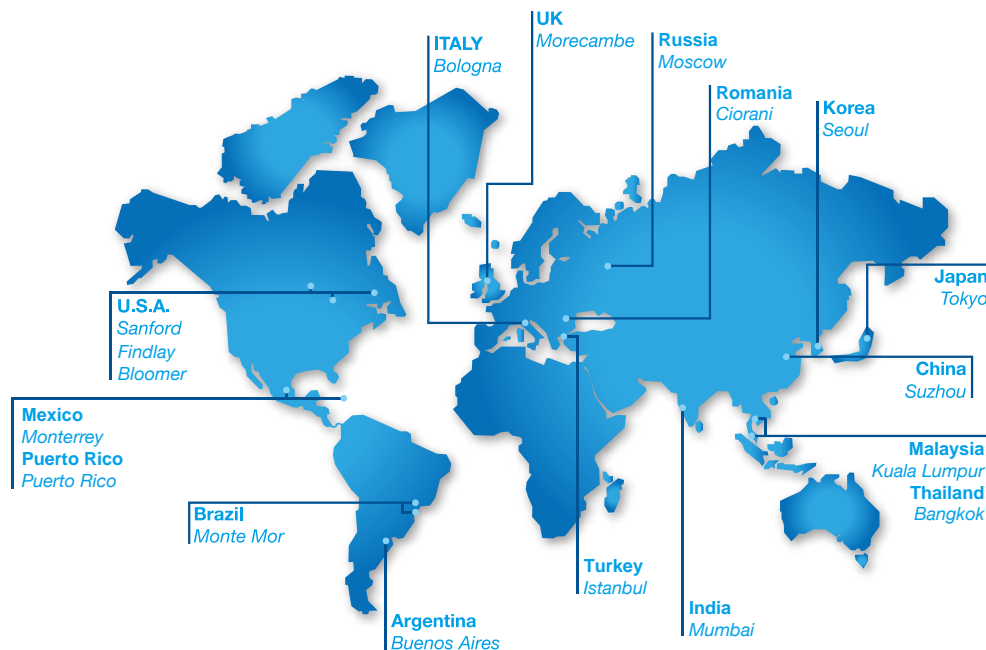 UK
Morecambe
ITALY
Bologna
Russia
Moscow
Romania
Ciorani
Korea
Seoul
Japan
Tokyo
U.S.A.
Sanford
Findlay
Bloomer
China
Suzhou
Mexico
Monterrey
Puerto Rico
Puerto Rico
Malaysia
Kuala Lumpur
Thailand
Bangkok
Brazil
Monte Mor
Turkey
Istanbul
India
Mumbai
Argentina
Buenos Aires